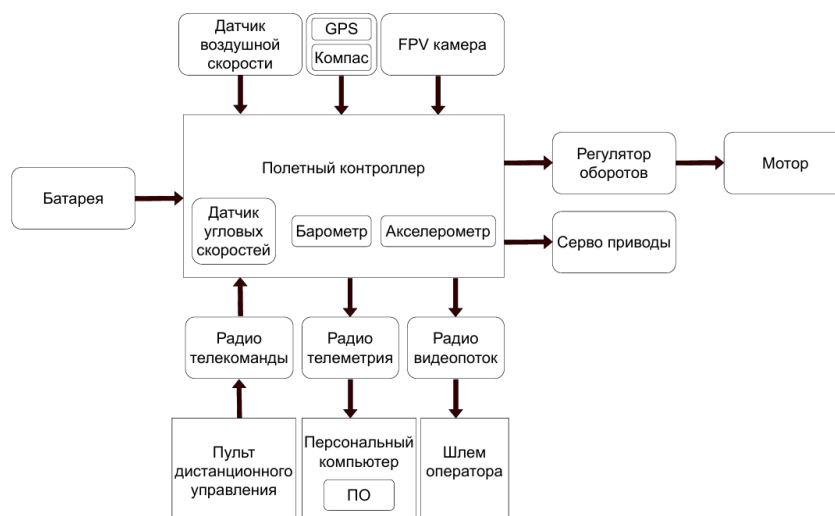 Датчик
воздушной
скорости
GPS
Компас
FPV камера
Полетный контроллер
Батарея
Датчик
угловых
скоростей
Барометр
Акселерометр
Регулятор
оборотов
Мотор
Серво приводы
Радио
телекоманды
Радио
телеметрия
Радио
видеопоток
Пульт
дистанционного
управления
Персональный
компьютер
ПО
Шлем
оператора